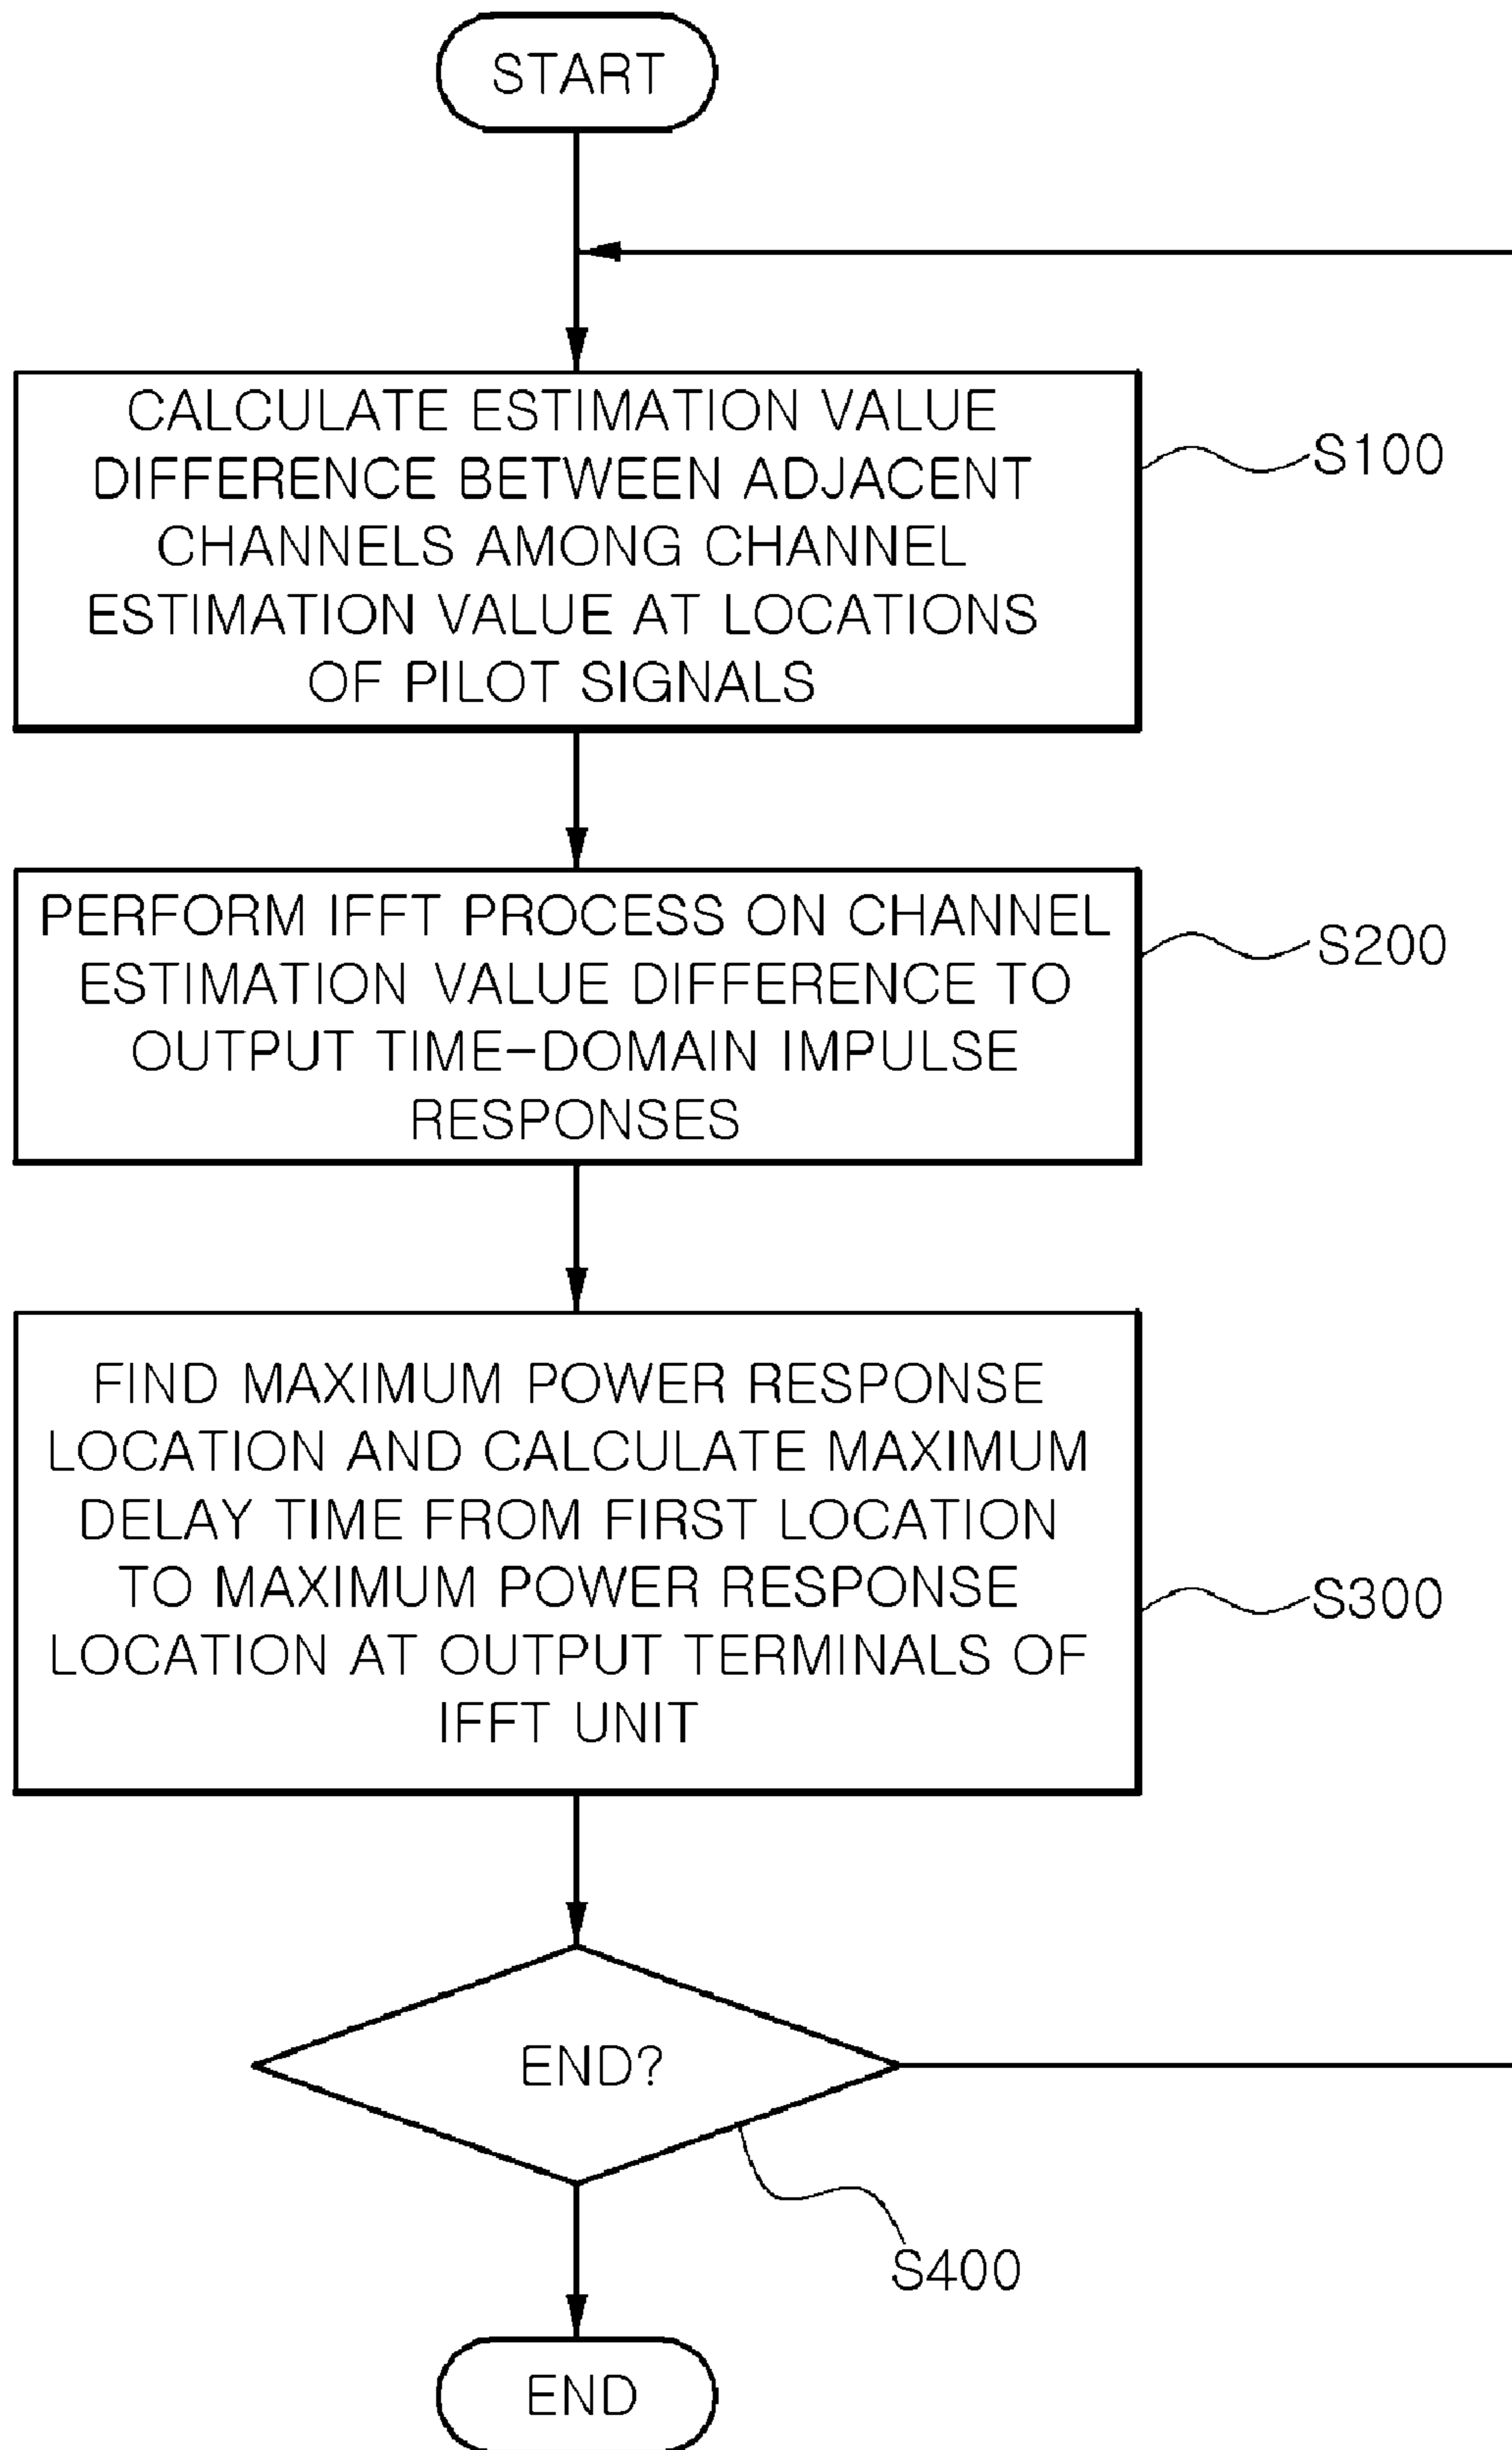 START
CALCULATE ESTIMATION VALUE
DIFFERENCE BETWEEN ADJACENT
CHANNELS AMONG CHANNEL
ESTIMATION VALUE AT LOCATIONS
OF PILOT SIGNALS
S100
PERFORM IFFT PROCESS ON CHANNEL
ESTIMATION VALUE DIFFERENCE TO
OUTPUT TIME-DOMAIN IMPULSE
RESPONSES
S200
FIND MAXIMUM POWER RESPONSE
LOCATION AND CALCULATE MAXIMUM
DELAY TIME FROM FIRST LOCATION
TO MAXIMUM POWER RESPONSE
LOCATION AT OUTPUT TERMINALS OF
IFFT UNIT
S300
END?
S400
END